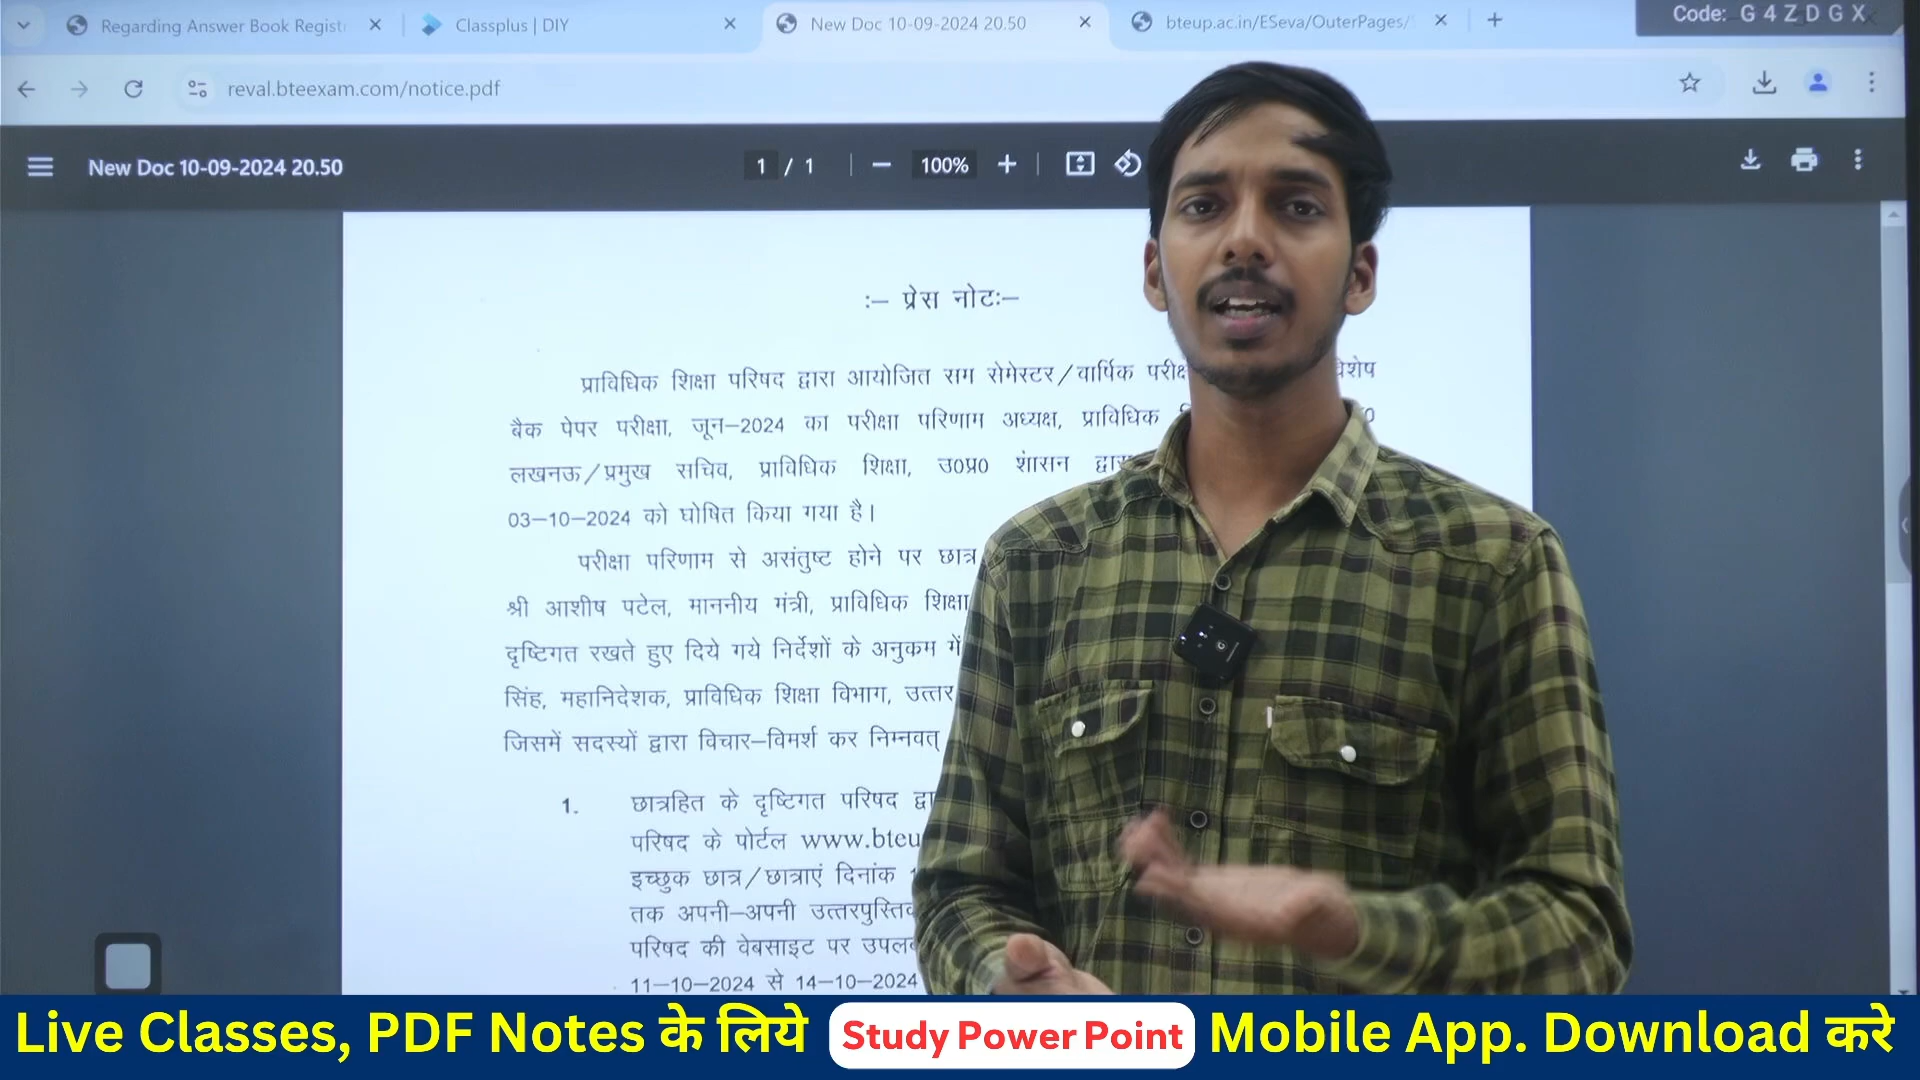 Regarding Answer Book Regist
Classplus | DIY
New Doc 10-09-2024 20.50
bteup.ac.in/ESeva/OuterPages/
Code: G 4 Z D G X
reval.bteexam.com/notice.pdf
New Doc 10-09-2024 20.50
1 / 1
100%
:– प्रेस नोटः–
प्राविधिक शिक्षा परिषद द्वारा आयोजित सम सेमेस्टर/वार्षिक
बैक पेपर परीक्षा, जून–2024 का परीक्षा परिणाम अध्यक्ष, प्राविधिक
लखनऊ/प्रमुख सचिव, प्राविधिक शिक्षा, उ0प्र0 शासन
03–10–2024 को घोषित किया गया है।
परीक्षा परिणाम से असंतुष्ट होने पर छात्र
श्री आशीष पटेल, माननीय मंत्री, प्राविधिक शिक्षा
दृष्टिगत रखते हुए दिये गये निर्देशों के अनुक्रम में
सिंह, महानिदेशक, प्राविधिक शिक्षा विभाग, उत्तर
जिसमें सदस्यों द्वारा विचार–विमर्श कर निम्नवत्
1. छात्रहित के दृष्टिगत परिषद
परिषद के पोर्टल www.bteu
इच्छुक छात्र/छात्राएं दिनांक
तक अपनी–अपनी
परिषद की वेबसाइट पर
11–10–2024 से 14–10–2024
Live Classes, PDF Notes के लिये Study Power Point Mobile App. Download करे